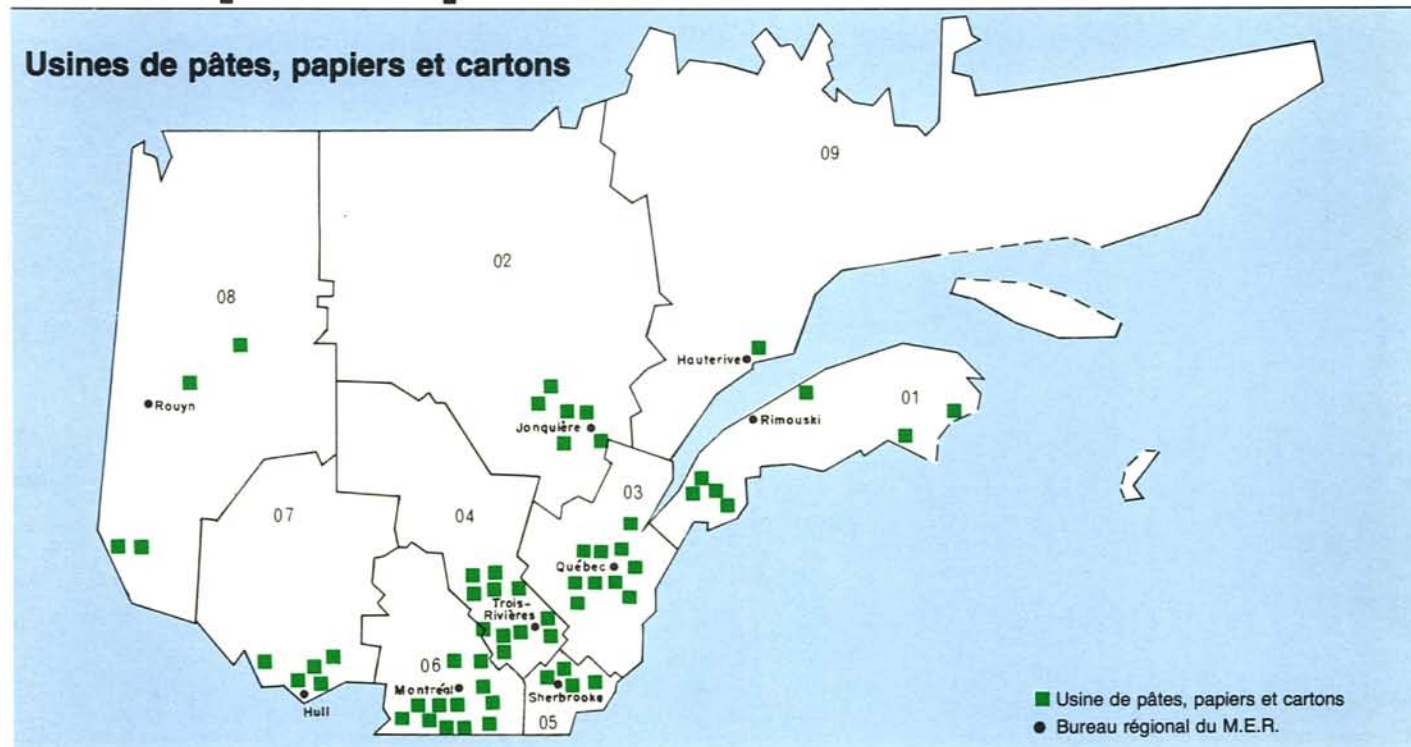 Usines de pâtes, papiers et cartons
09
02
08
Hauterive
01
Rouyn
Rimouski
Jonquière
03
07
04
Québec
Trois-
Rivières
06
Montréal
Sherbrooke
Hull
05
Usine de pâtes, papiers et cartons
Bureau régional du M.E.R.